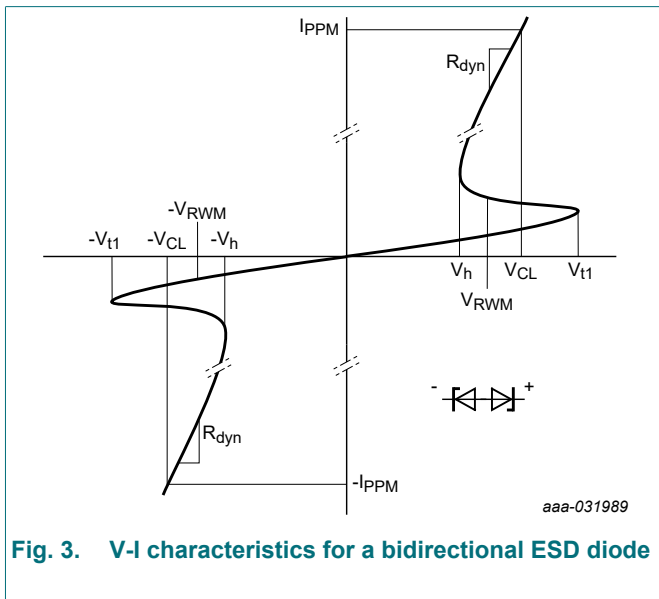 IPPM
Rdyn
-VRWM
-Vt1
-VCL
-Vh
Vh
VCL
Vt1
VRWM
- +
Rdyn
-IPPM
aaa-031989
Fig. 3. V-I characteristics for a bidirectional ESD diode